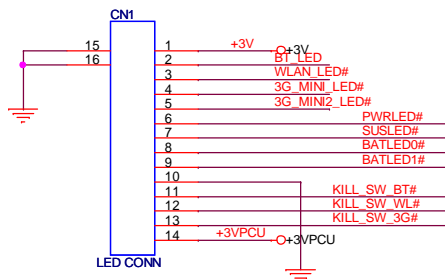 CN1
15 1 +3V +3V
16 2 BT_LED
3 WLAN_LED#
4 3G_MINI_LED#
5 3G_MINI2_LED#
6 PWRLED#
7 SUSLED#
8 BATLED0#
9 BATLED1#
10
11 KILL_SW_BT#
12 KILL_SW_WL#
13 KILL_SW_3G#
14 +3VPCU +3VPCU
LED CONN